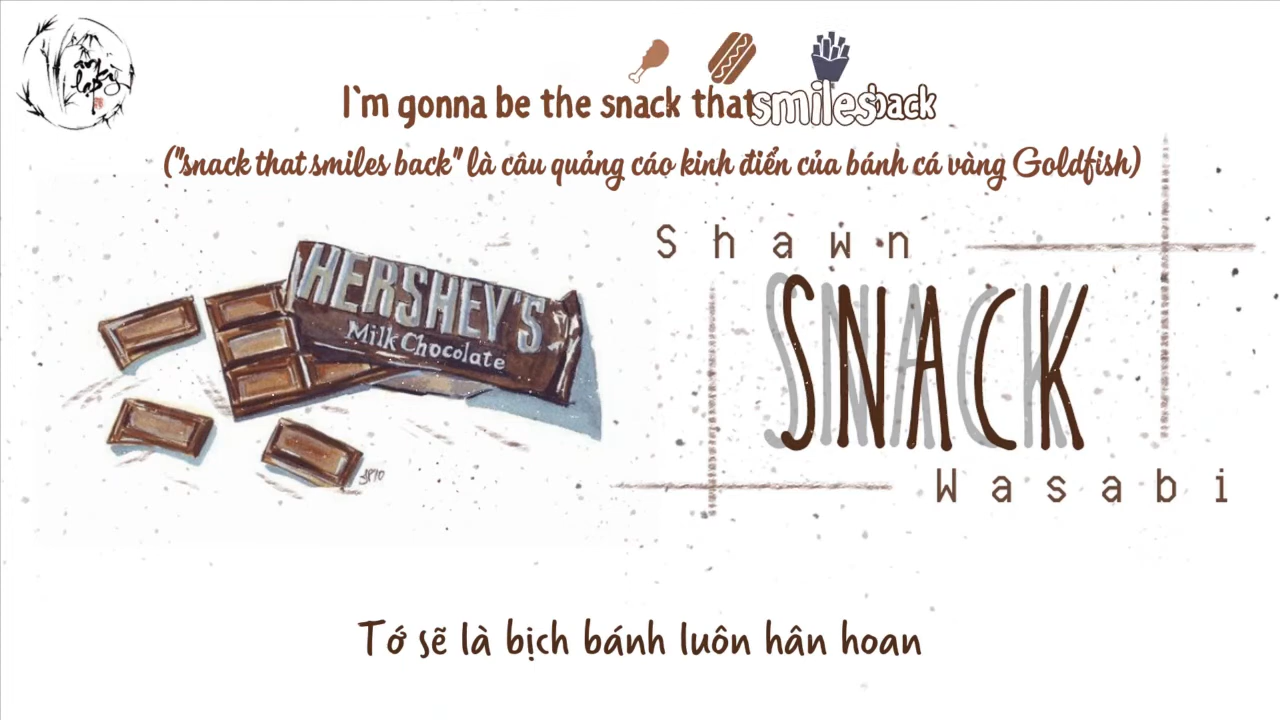 I`m gonna be the snack that smiles back
("snack that smiles back" là câu quảng cáo kinh điển của bánh cá vàng Goldfish)
Shawn
SNACK
Wasabi
HERSHEY'S
Milk Chocolate
Tớ sẽ là bịch bánh luôn hân hoan